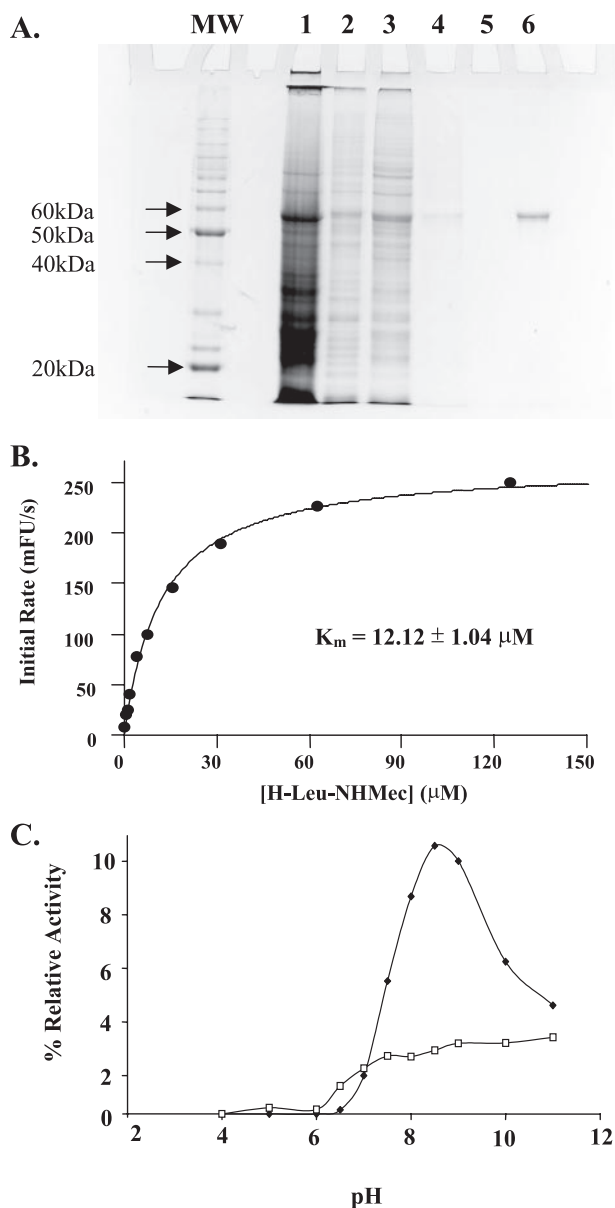 A.
MW 1 2 3 4 5 6
60kDa
50kDa
40kDa
20kDa
B.
250
200
150
100
50
0
0 30 60 90 120 150
Initial Rate (mFU/s)
K<sub>m</sub> = 12.12 ± 1.04 μM
[H-Leu-NHMec] (μM)
C.
10
8
6
4
2
0
2 4 6 8 10 12
% Relative Activity
pH